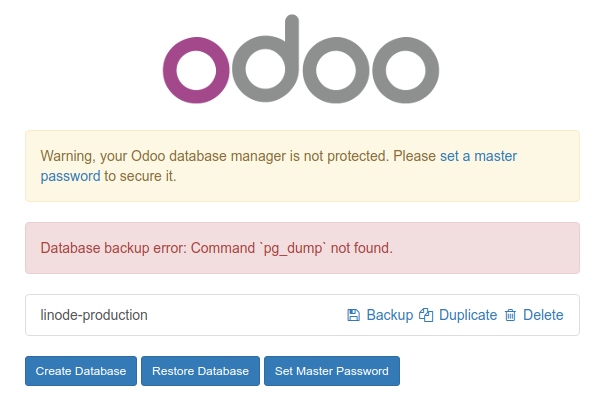 odoo
Warning, your Odoo database manager is not protected. Please set a master
password to secure it.
Database backup error: Command `pg_dump` not found.
linode-production Backup Duplicate Delete
Create Database Restore Database Set Master Password